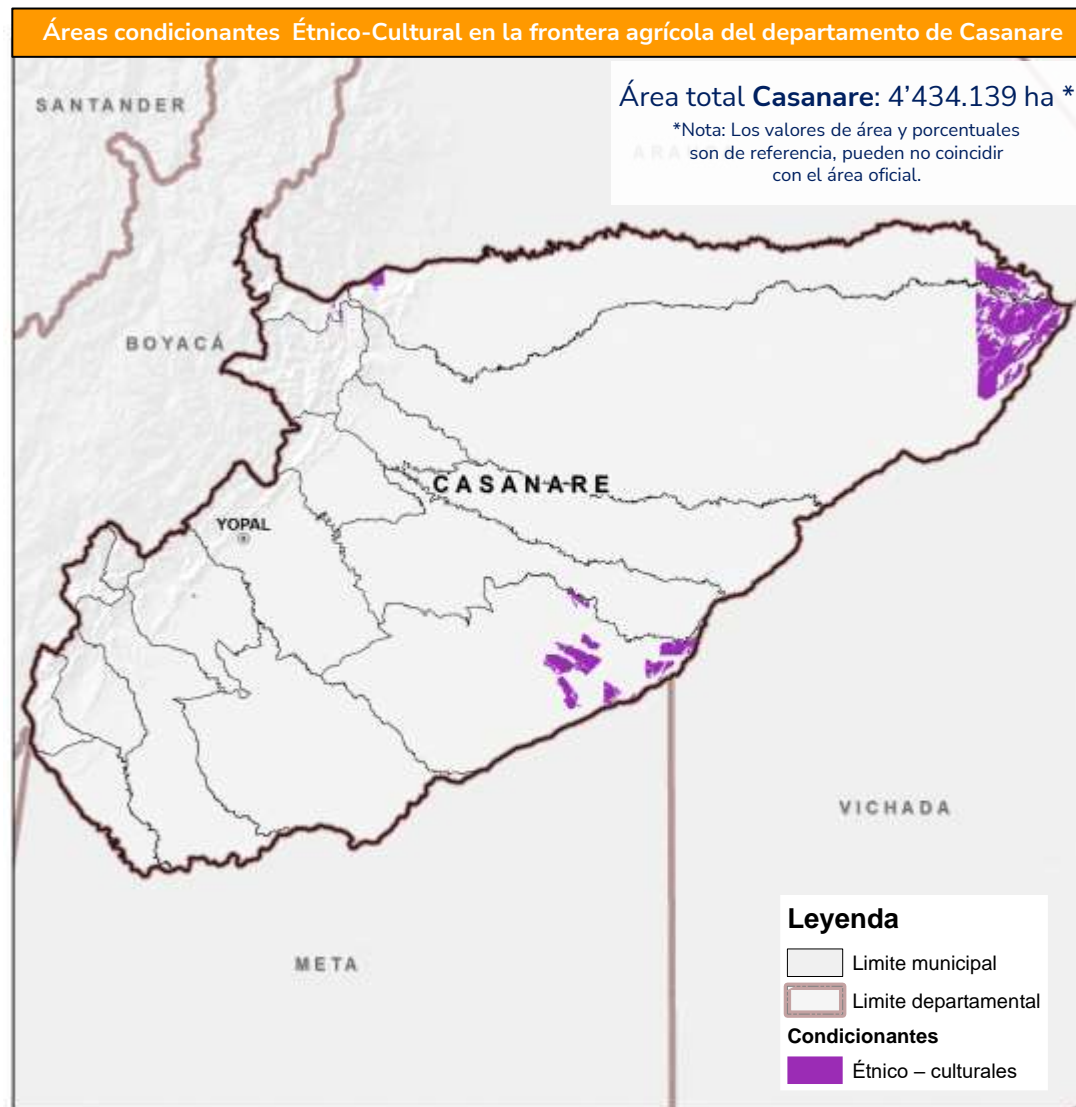 Áreas condicionantes Étnico-Cultural en la frontera agrícola del departamento de Casanare
Área total Casanare: 4’434.139 ha *
*Nota: Los valores de área y porcentuales
son de referencia, pueden no coincidir
con el área oficial.
SANTANDER
BOYACÁ
CASANARE
YOPAL
VICHADA
META
Leyenda
Limite municipal
Limite departamental
Condicionantes
Étnico – culturales